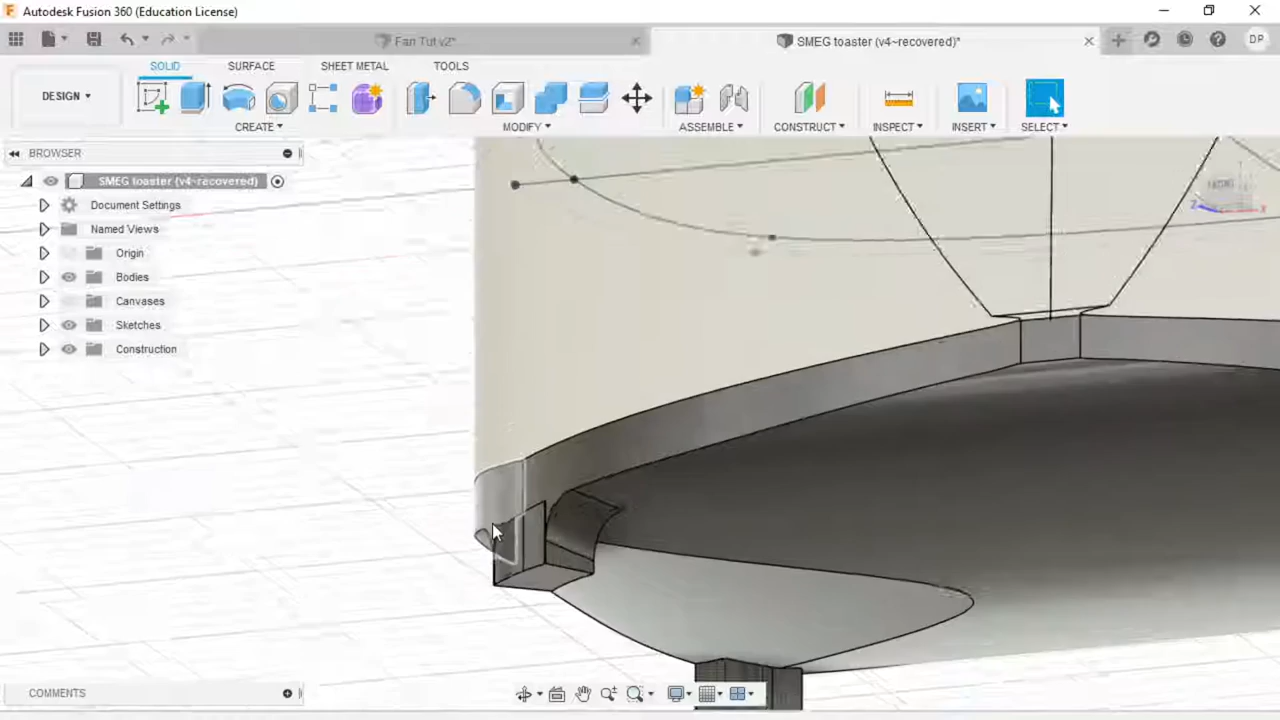 Autodesk Fusion 360 (Education License)
Fan Tut v2*
SMEG toaster (v4~recovered)*
DP
SOLID
SURFACE
SHEET METAL
TOOLS
DESIGN
CREATE
MODIFY
ASSEMBLE
CONSTRUCT
INSPECT
INSERT
SELECT
BROWSER
SMEG toaster (v4~recovered)
Document Settings
Named Views
Origin
Bodies
Canvases
Sketches
Construction
FRONT
Z
X
COMMENTS